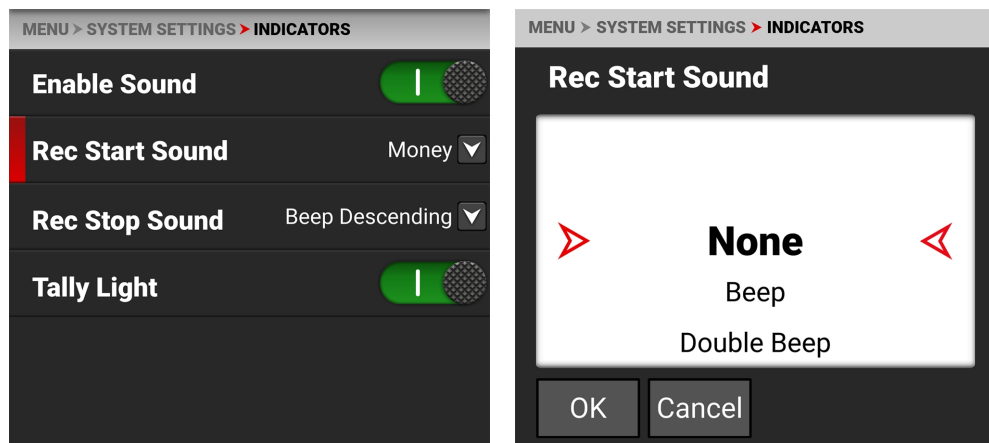 MENU > SYSTEM SETTINGS > INDICATORS
Enable Sound
Rec Start Sound Money
Rec Stop Sound Beep Descending
Tally Light
MENU > SYSTEM SETTINGS > INDICATORS
Rec Start Sound
None
Beep
Double Beep
OK Cancel